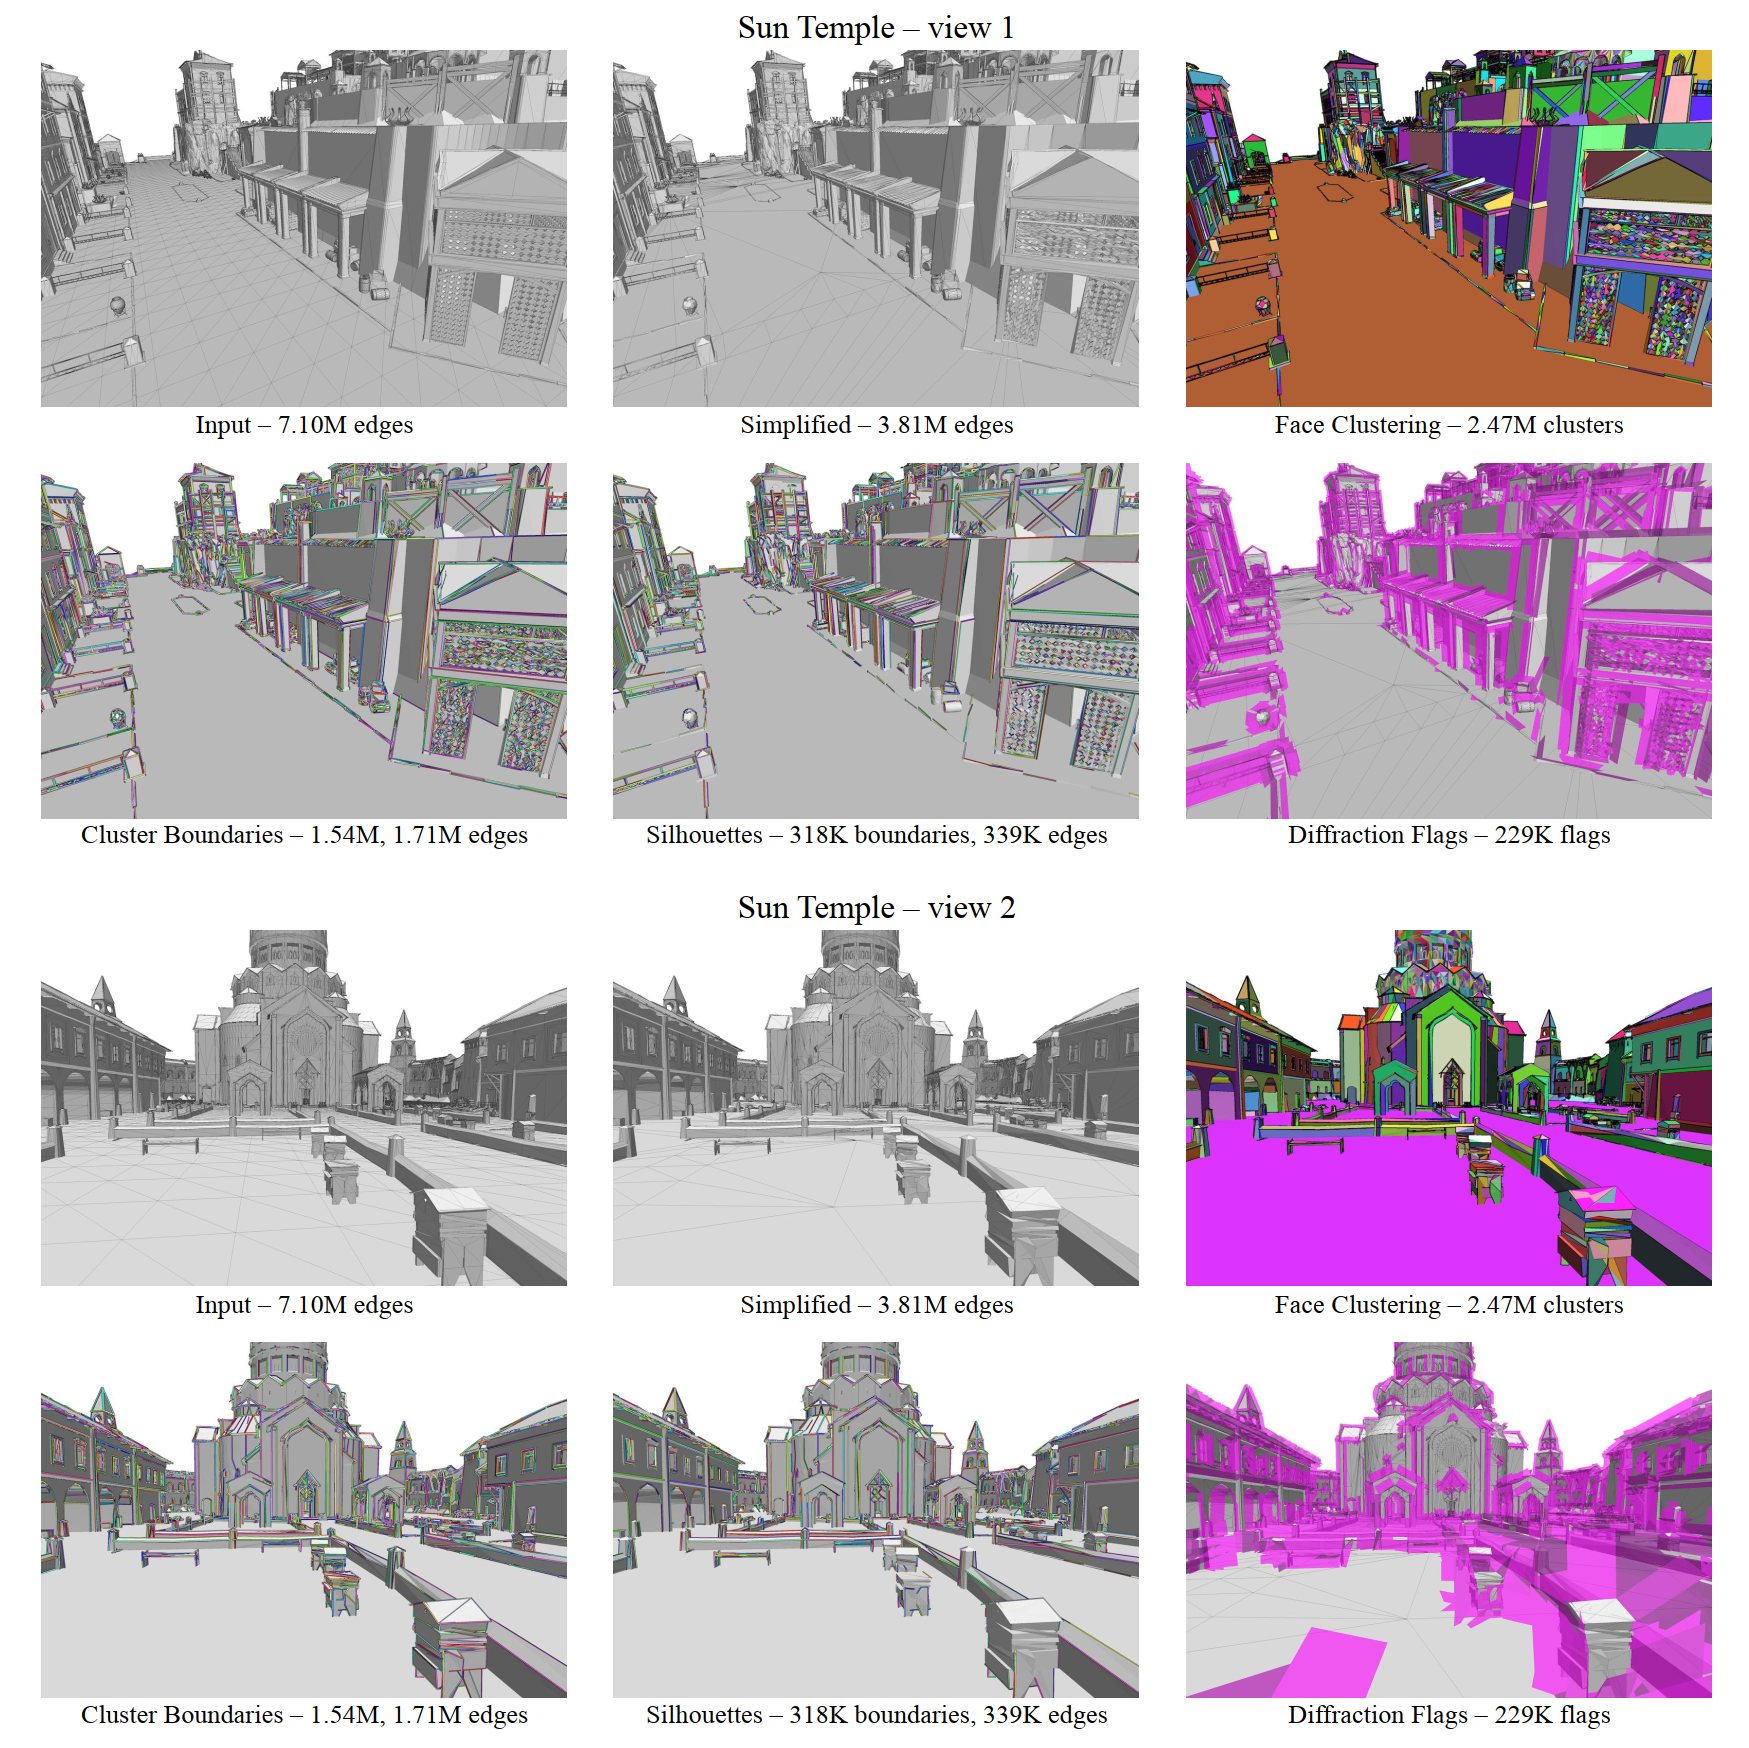 Sun Temple – view 1
Input – 7.10M edges
Simplified – 3.81M edges
Face Clustering – 2.47M clusters
Cluster Boundaries – 1.54M, 1.71M edges
Silhouettes – 318K boundaries, 339K edges
Diffraction Flags – 229K flags
Sun Temple – view 2
Input – 7.10M edges
Simplified – 3.81M edges
Face Clustering – 2.47M clusters
Cluster Boundaries – 1.54M, 1.71M edges
Silhouettes – 318K boundaries, 339K edges
Diffraction Flags – 229K flags